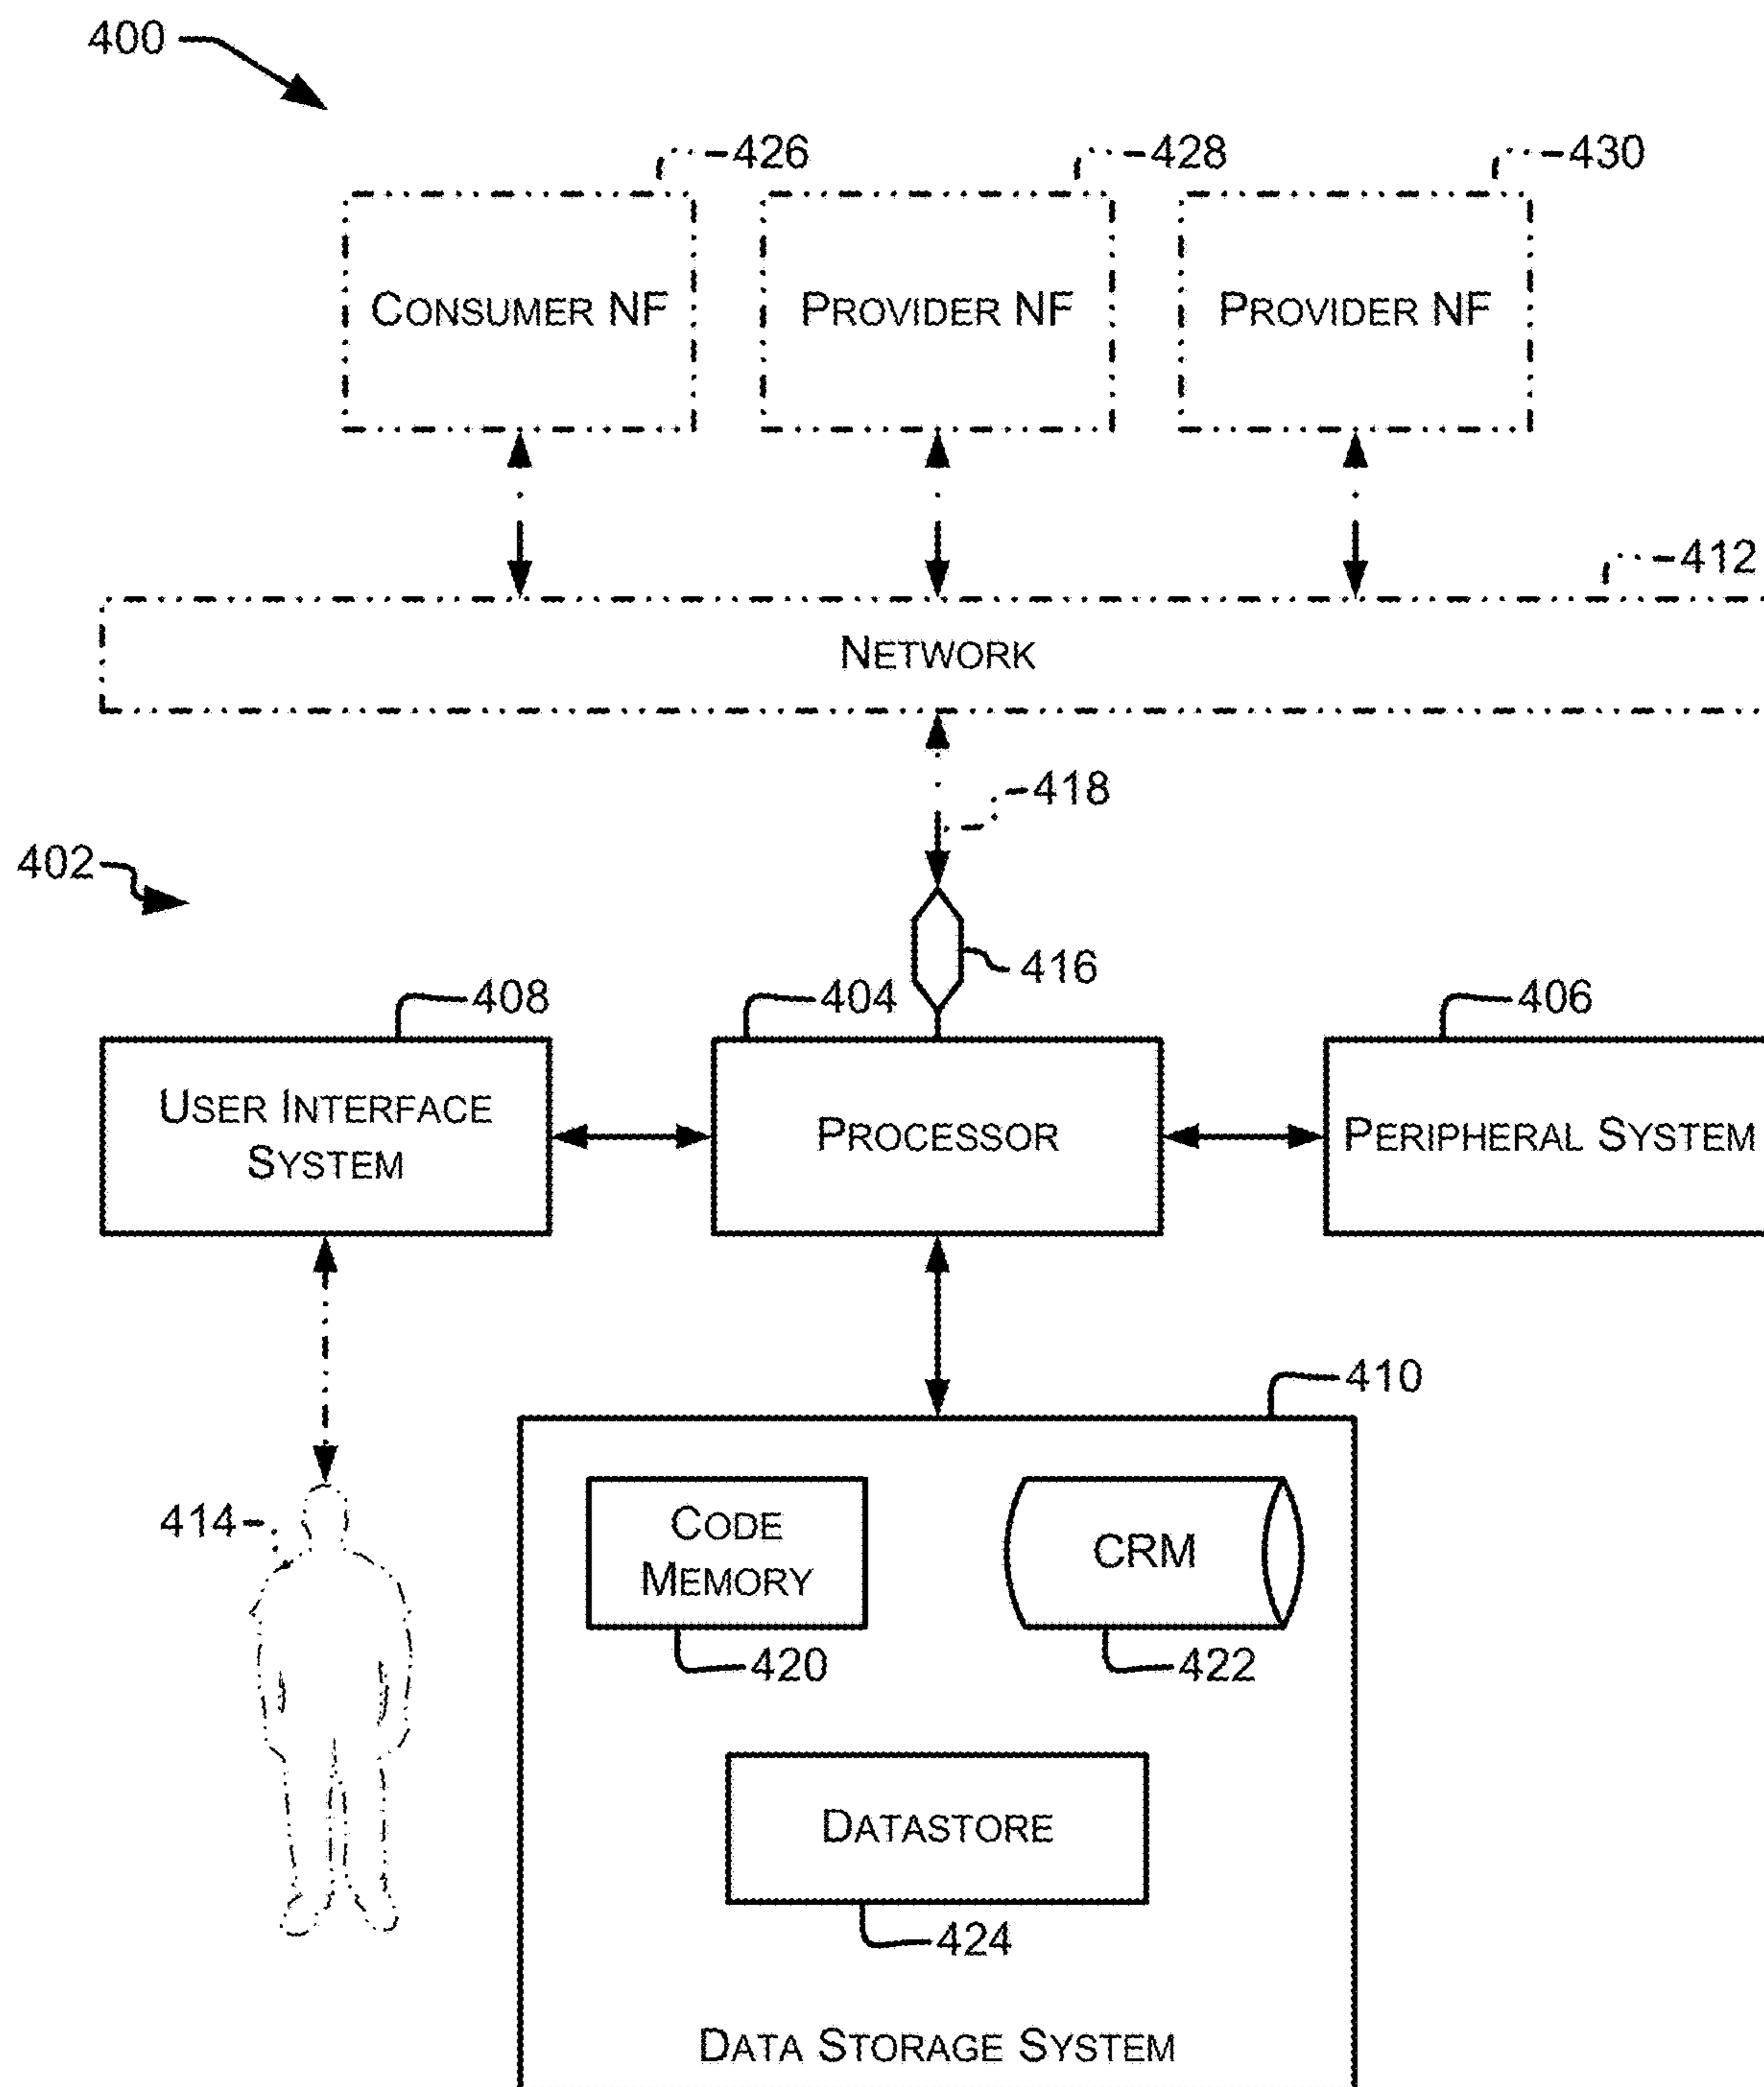 400
426
428
430
CONSUMER NF
PROVIDER NF
PROVIDER NF
412
NETWORK
418
402
416
408
404
406
USER INTERFACE
SYSTEM
PROCESSOR
PERIPHERAL SYSTEM
410
414
CODE
MEMORY
CRM
420
422
DATASTORE
424
DATA STORAGE SYSTEM